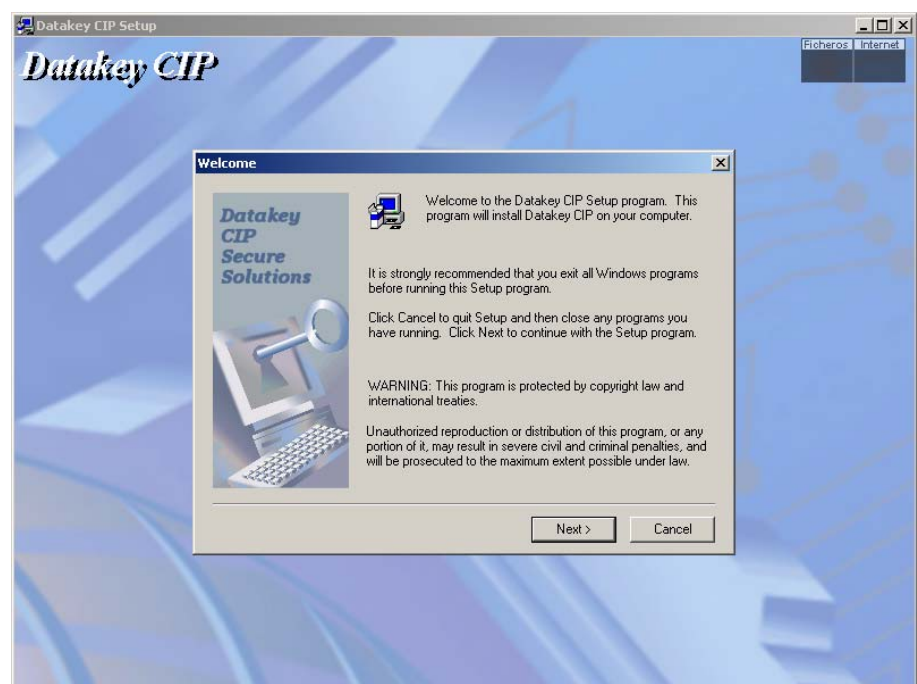 Datakey CIP Setup
Datakey CIP
Ficheros Internet
Welcome
Datakey
CIP
Secure
Solutions
Welcome to the Datakey CIP Setup program. This
program will install Datakey CIP on your computer.
It is strongly recommended that you exit all Windows programs
before running this Setup program.
Click Cancel to quit Setup and then close any programs you
have running. Click Next to continue with the Setup program.
WARNING: This program is protected by copyright law and
international treaties.
Unauthorized reproduction or distribution of this program, or any
portion of it, may result in severe civil and criminal penalties, and
will be prosecuted to the maximum extent possible under law.
Next >
Cancel